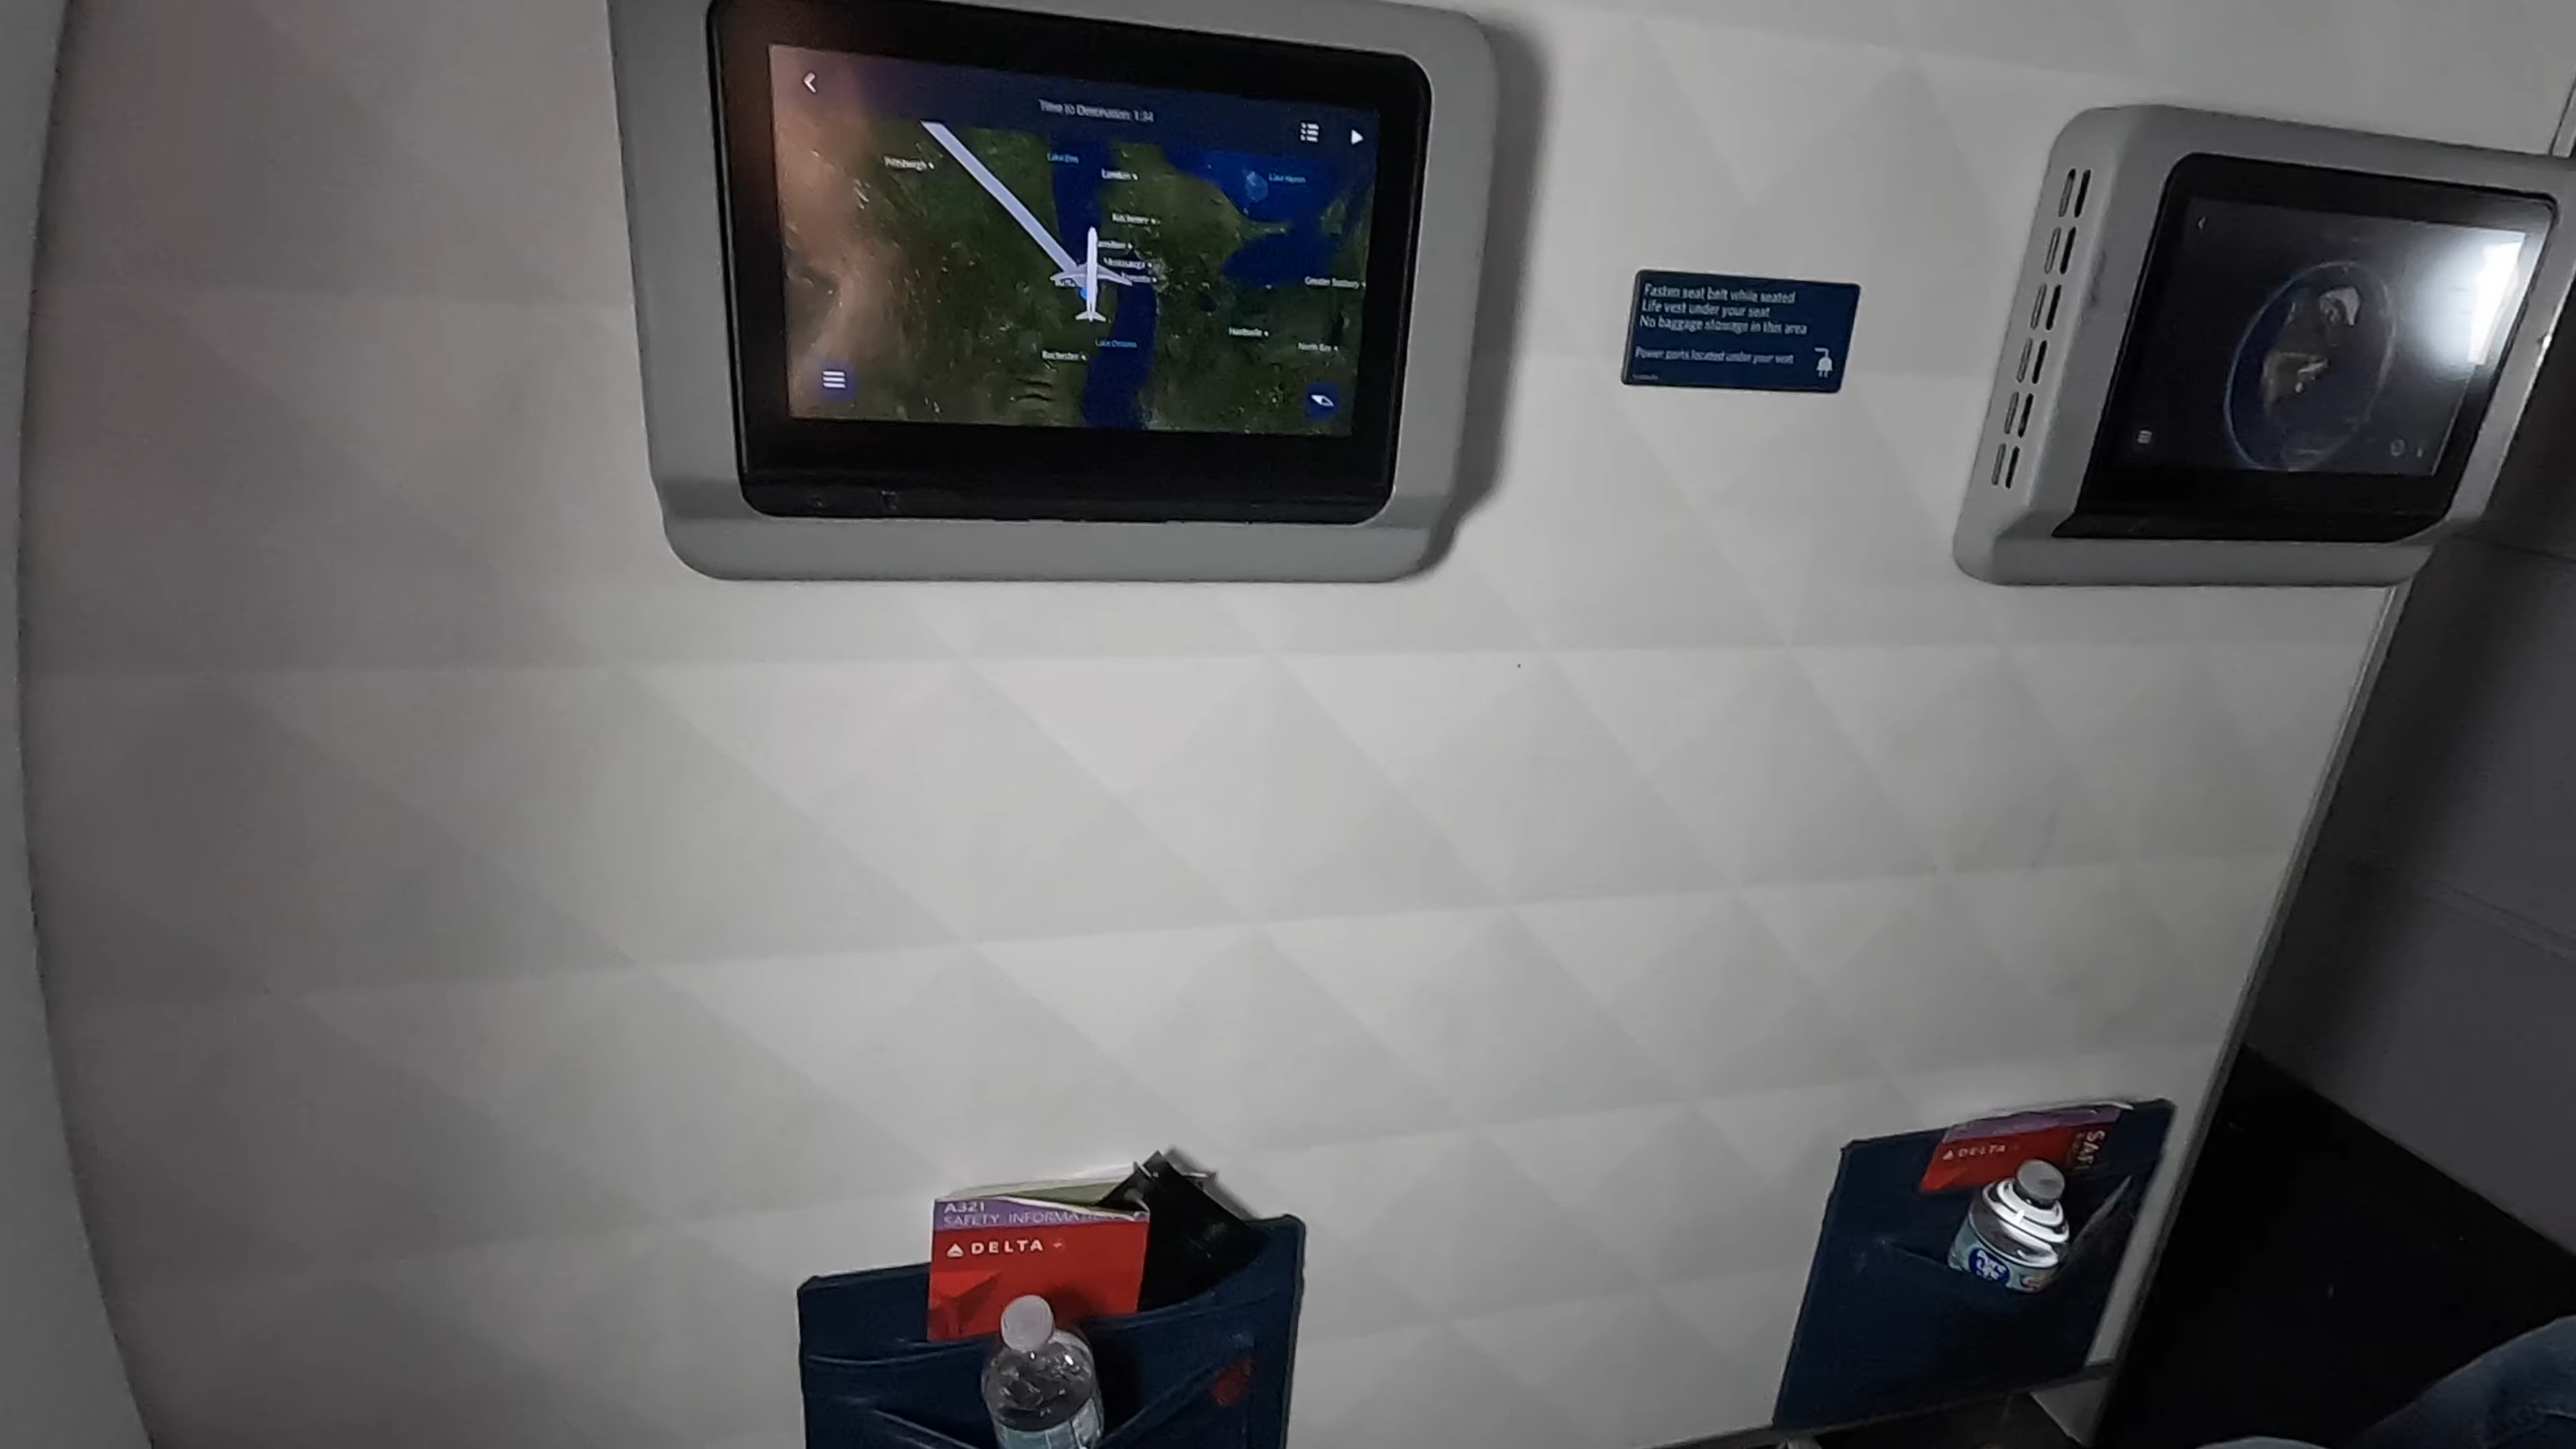 Time to Destination: 1:34
Pittsburgh
Lake Erie
London
Lake Huron
Kitchener
Hamilton
Mississauga
Toronto
Greater Sudbury
Huntsville
North Bay
Lake Ontario
Rochester
Fasten seat belt while seated
Life vest under your seat
No baggage stowage in this area
Power ports located under your seat
A321
SAFETY INFORMATION
DELTA
DELTA